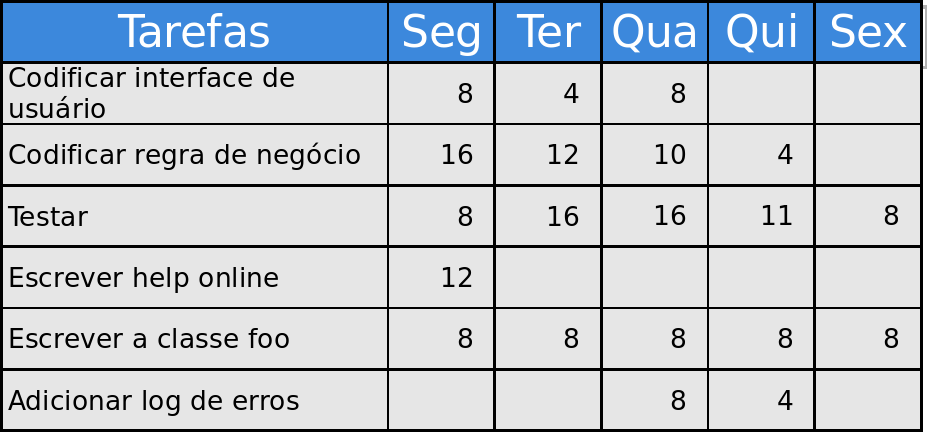 Tarefas Seg Ter Qua Qui Sex
Codificar interface de
usuário 8 4 8
Codificar regra de negócio 16 12 10 4
Testar 8 16 16 11 8
Escrever help online 12
Escrever a classe foo 8 8 8 8 8
Adicionar log de erros 8 4